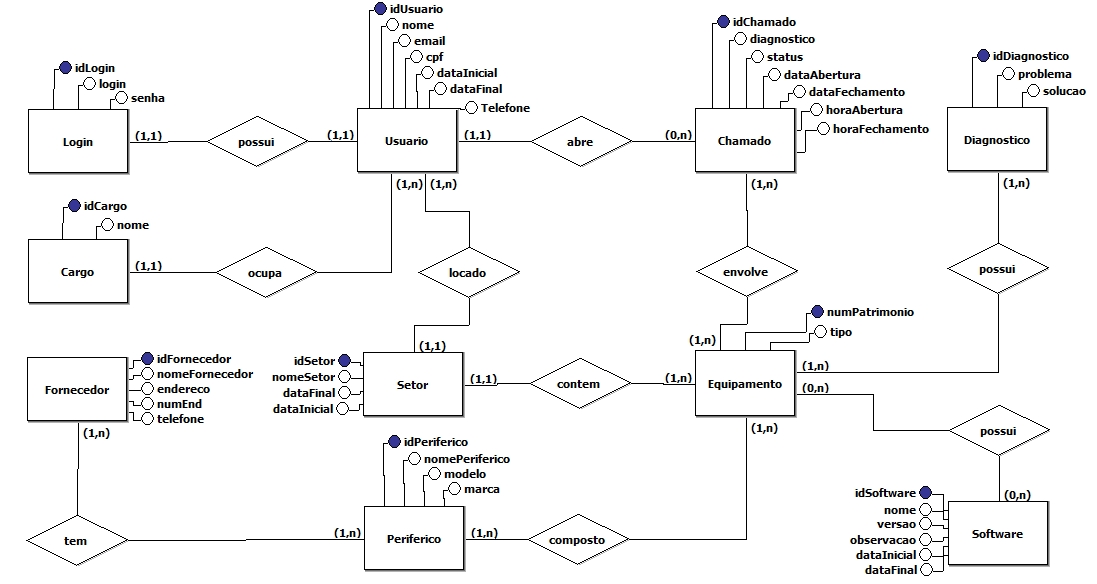 idLogin
login
senha
Login
(1,1)
possui
(1,1)
idUsuario
nome
email
cpf
dataInicial
dataFinal
Telefone
Usuario
(1,1)
abre
(0,n)
idChamado
diagnostico
status
dataAbertura
dataFechamento
horaAbertura
horaFechamento
Chamado
idDiagnostico
problema
solucao
Diagnostico
(1,n)
(1,n)
(1,n)
(1,n)
idCargo
nome
Cargo
(1,1)
ocupa
locado
envolve
possui
idFornecedor
nomeFornecedor
endereco
numEnd
telefone
Fornecedor
(1,n)
(1,1)
idSetor
nomeSetor
dataFinal
dataInicial
Setor
(1,1)
contem
(1,n)
(1,n)
numPatrimonio
tipo
Equipamento
(1,n)
(0,n)
(1,n)
possui
idPeriferico
nomePeriferico
modelo
marca
tem
(1,n)
Periferico
(1,n)
composto
(0,n)
idSoftware
nome
versao
observacao
dataInicial
dataFinal
Software